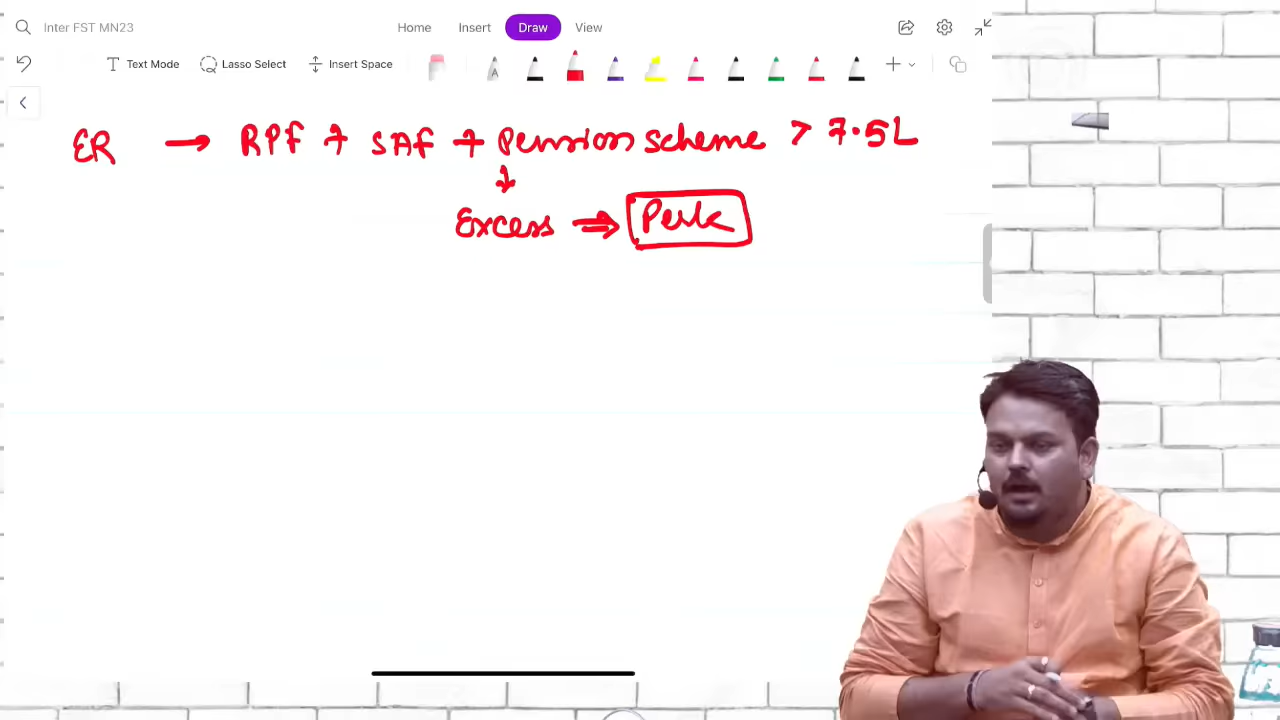 Inter FST MN23
Home Insert Draw View
Text Mode Lasso Select Insert Space
A
ER → RPF + SAF + Pension scheme > 7.5L
↓
Excess ⇒ Perk